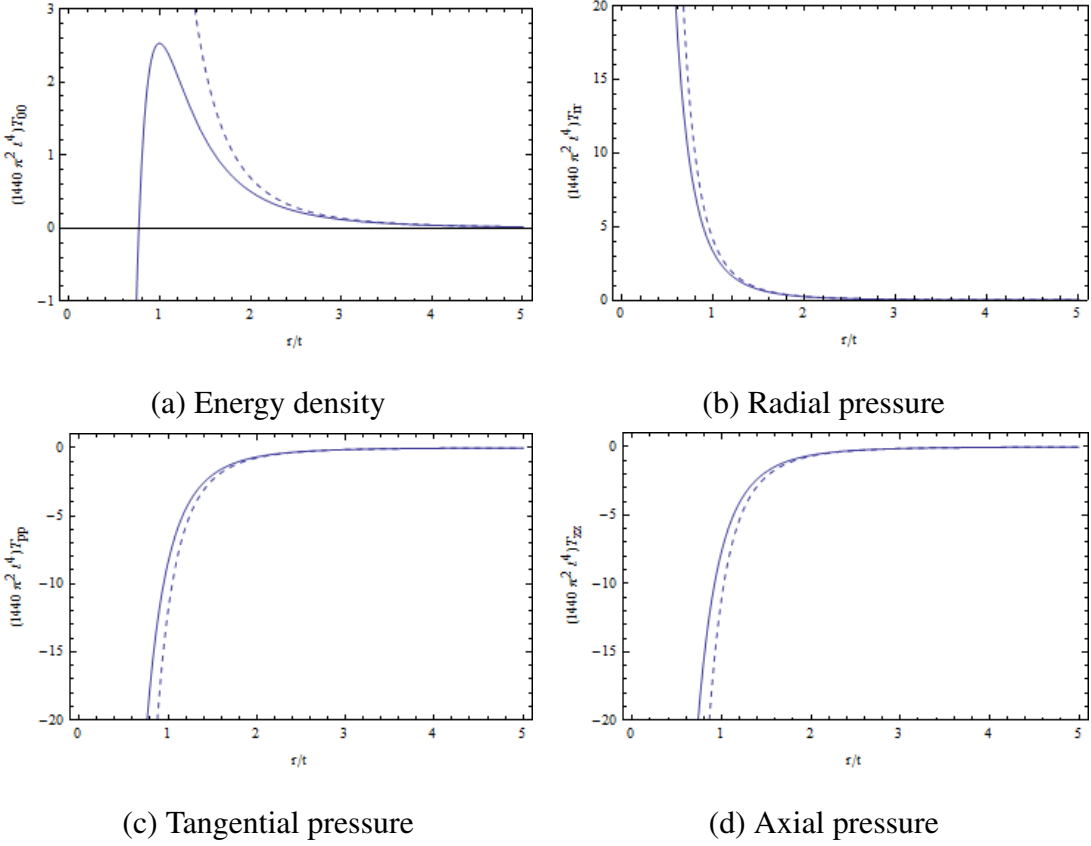 3
2
1
0
−1
0 1 2 3 4 5
r/t
(1440 π² t⁴)T₀₀
(a) Energy density
20
15
10
5
0
0 1 2 3 4 5
r/t
(1440 π² t⁴)Tᵣᵣ
(b) Radial pressure
0
−5
−10
−15
−20
0 1 2 3 4 5
r/t
(1440 π² t⁴)Tₚₚ
(c) Tangential pressure
0
−5
−10
−15
−20
0 1 2 3 4 5
r/t
(1440 π² t⁴)T_zz
(d) Axial pressure